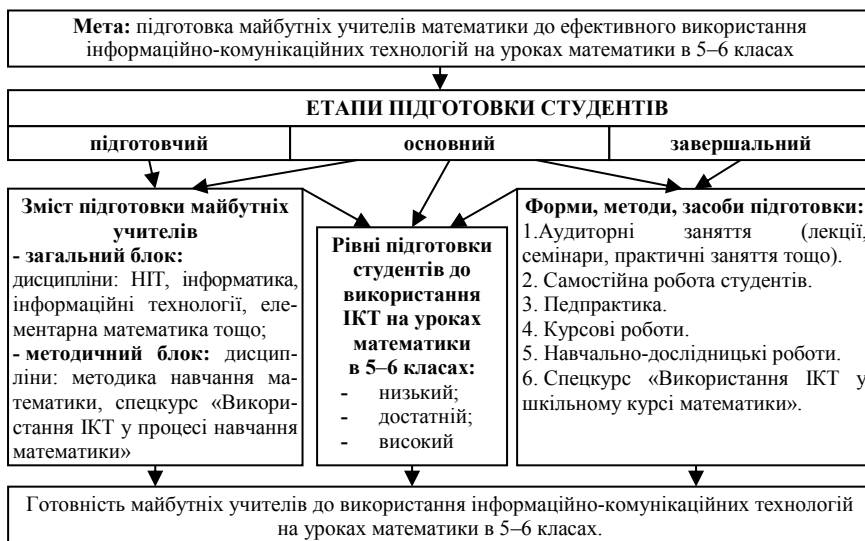 Мета: підготовка майбутніх учителів математики до ефективного використання
інформаційно-комунікаційних технологій на уроках математики в 5–6 класах
ЕТАПИ ПІДГОТОВКИ СТУДЕНТІВ
підготовчий основний завершальний
Зміст підготовки майбутніх
учителів
- загальний блок:
дисципліни: НІТ, інформатика,
інформаційні технології, еле-
ментарна математика тощо;
- методичний блок: дисцип-
ліни: методика навчання ма-
тематики, спецкурс «Викори-
стання ІКТ у процесі навчання
математики»
Рівні підготовки
студентів до
використання
ІКТ на уроках
математики
в 5–6 класах:
- низький;
- достатній;
- високий
Форми, методи, засоби підготовки:
1.Аудиторні заняття (лекції,
семінари, практичні заняття тощо).
2. Самостійна робота студентів.
3. Педпрактика.
4. Курсові роботи.
5. Навчально-дослідницькі роботи.
6. Спецкурс «Використання ІКТ у
шкільному курсі математики».
Готовність майбутніх учителів до використання інформаційно-комунікаційних технологій
на уроках математики в 5–6 класах.